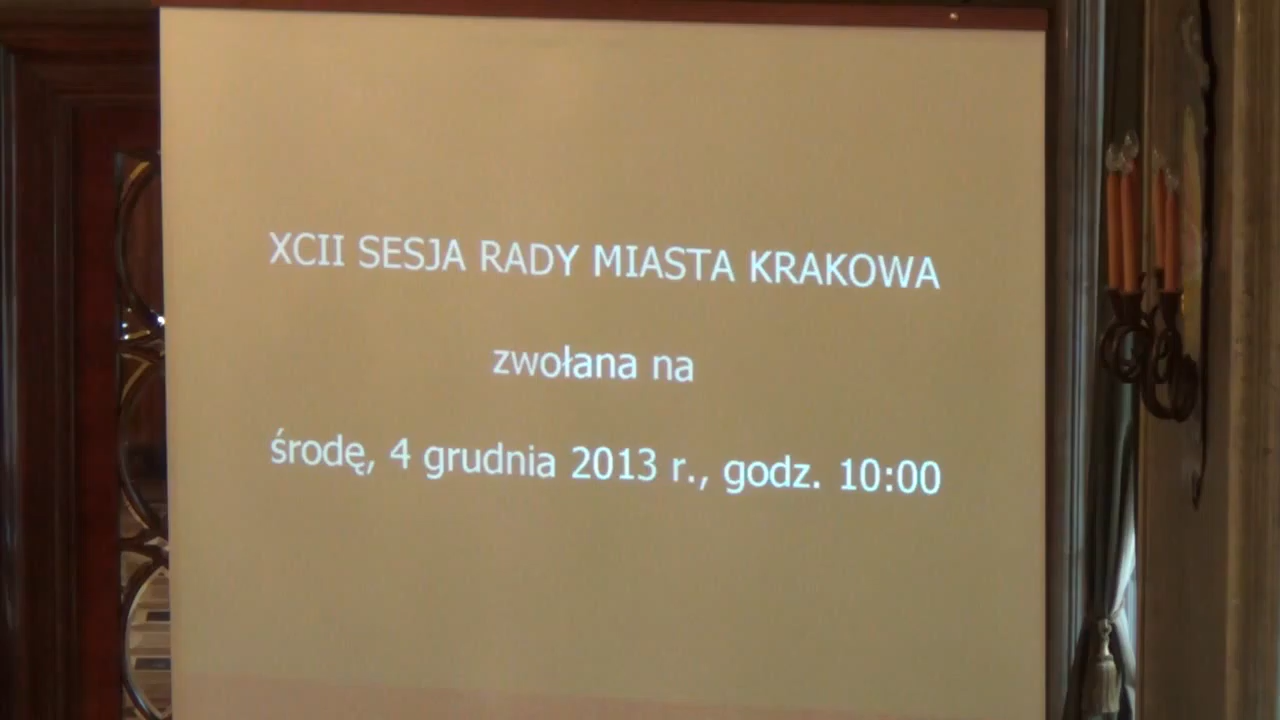 XCII SESJA RADY MIASTA KRAKOWA
zwołana na
środę, 4 grudnia 2013 r., godz. 10:00